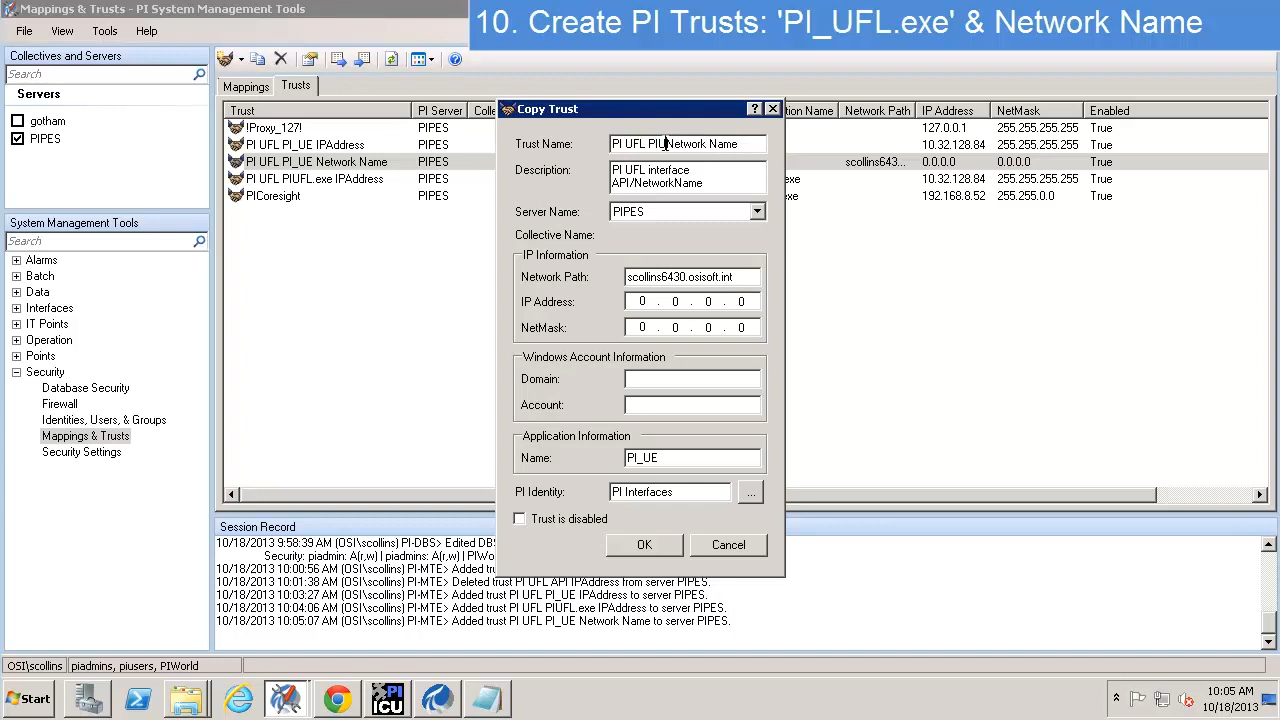 Mappings & Trusts - PI System Management Tools
10. Create PI Trusts: 'PI_UFL.exe' & Network Name
File View Tools Help
Collectives and Servers
Search
Servers
gotham
PIPES
System Management Tools
Search
Alarms
Batch
Data
Interfaces
IT Points
Operation
Points
Security
Database Security
Firewall
Identities, Users, & Groups
Mappings & Trusts
Security Settings
Mappings Trusts
Trust PI Server Network Path IP Address NetMask Enabled
!Proxy_127! PIPES 127.0.0.1 255.255.255.255 True
PI UFL PI_UE IPAddress PIPES 10.32.128.84 255.255.255.255 True
PI UFL PI_UE Network Name PIPES scollins643... 0.0.0.0 0.0.0.0 True
PI UFL PIUFL.exe IPAddress PIPES 10.32.128.84 255.255.255.255 True
PICoresight PIPES 192.168.8.52 255.255.0.0 True
Copy Trust
Trust Name: PI UFL PIU Network Name
Description: PI UFL interface
API/NetworkName
Server Name: PIPES
Collective Name:
IP Information
Network Path: scollins6430.osisoft.int
IP Address: 0 . 0 . 0 . 0
NetMask: 0 . 0 . 0 . 0
Windows Account Information
Domain:
Account:
Application Information
Name: PI_UE
PI Identity: PI Interfaces ...
Trust is disabled
OK Cancel
Session Record
10/18/2013 9:58:39 AM (OSI\scollins) PI-DBS> Edited DBS
Security: piadmin: A(r,w) | piadmins: A(r,w) | PIWo
10/18/2013 10:00:56 AM (OSI\scollins) PI-MTE> Added
10/18/2013 10:01:38 AM (OSI\scollins) PI-MTE> Deleted trust PI UFL API IPAddress from server PIPES.
10/18/2013 10:03:27 AM (OSI\scollins) PI-MTE> Added trust PI UFL PI_UE IPAddress to server PIPES.
10/18/2013 10:04:06 AM (OSI\scollins) PI-MTE> Added trust PI UFL PIUFL.exe IPAddress to server PIPES.
10/18/2013 10:05:07 AM (OSI\scollins) PI-MTE> Added trust PI UFL PI_UE Network Name to server PIPES.
OSI\scollins piadmins, piusers, PIWorld
Start PI ICU 10:05 AM
10/18/2013